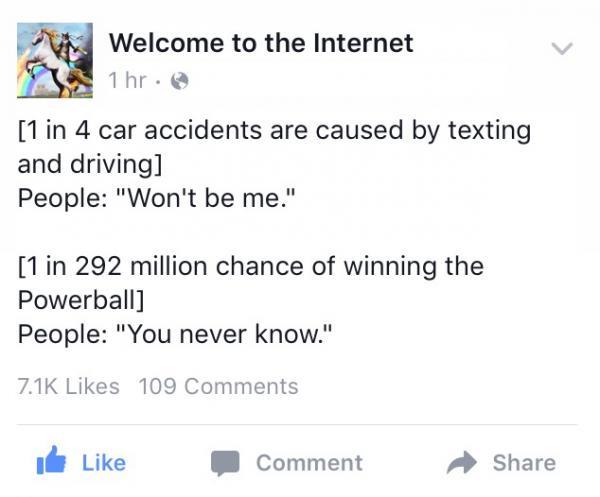 Welcome to the Internet
1 hr ·
[1 in 4 car accidents are caused by texting
and driving]
People: "Won't be me."
[1 in 292 million chance of winning the
Powerball]
People: "You never know."
7.1K Likes 109 Comments
Like Comment Share